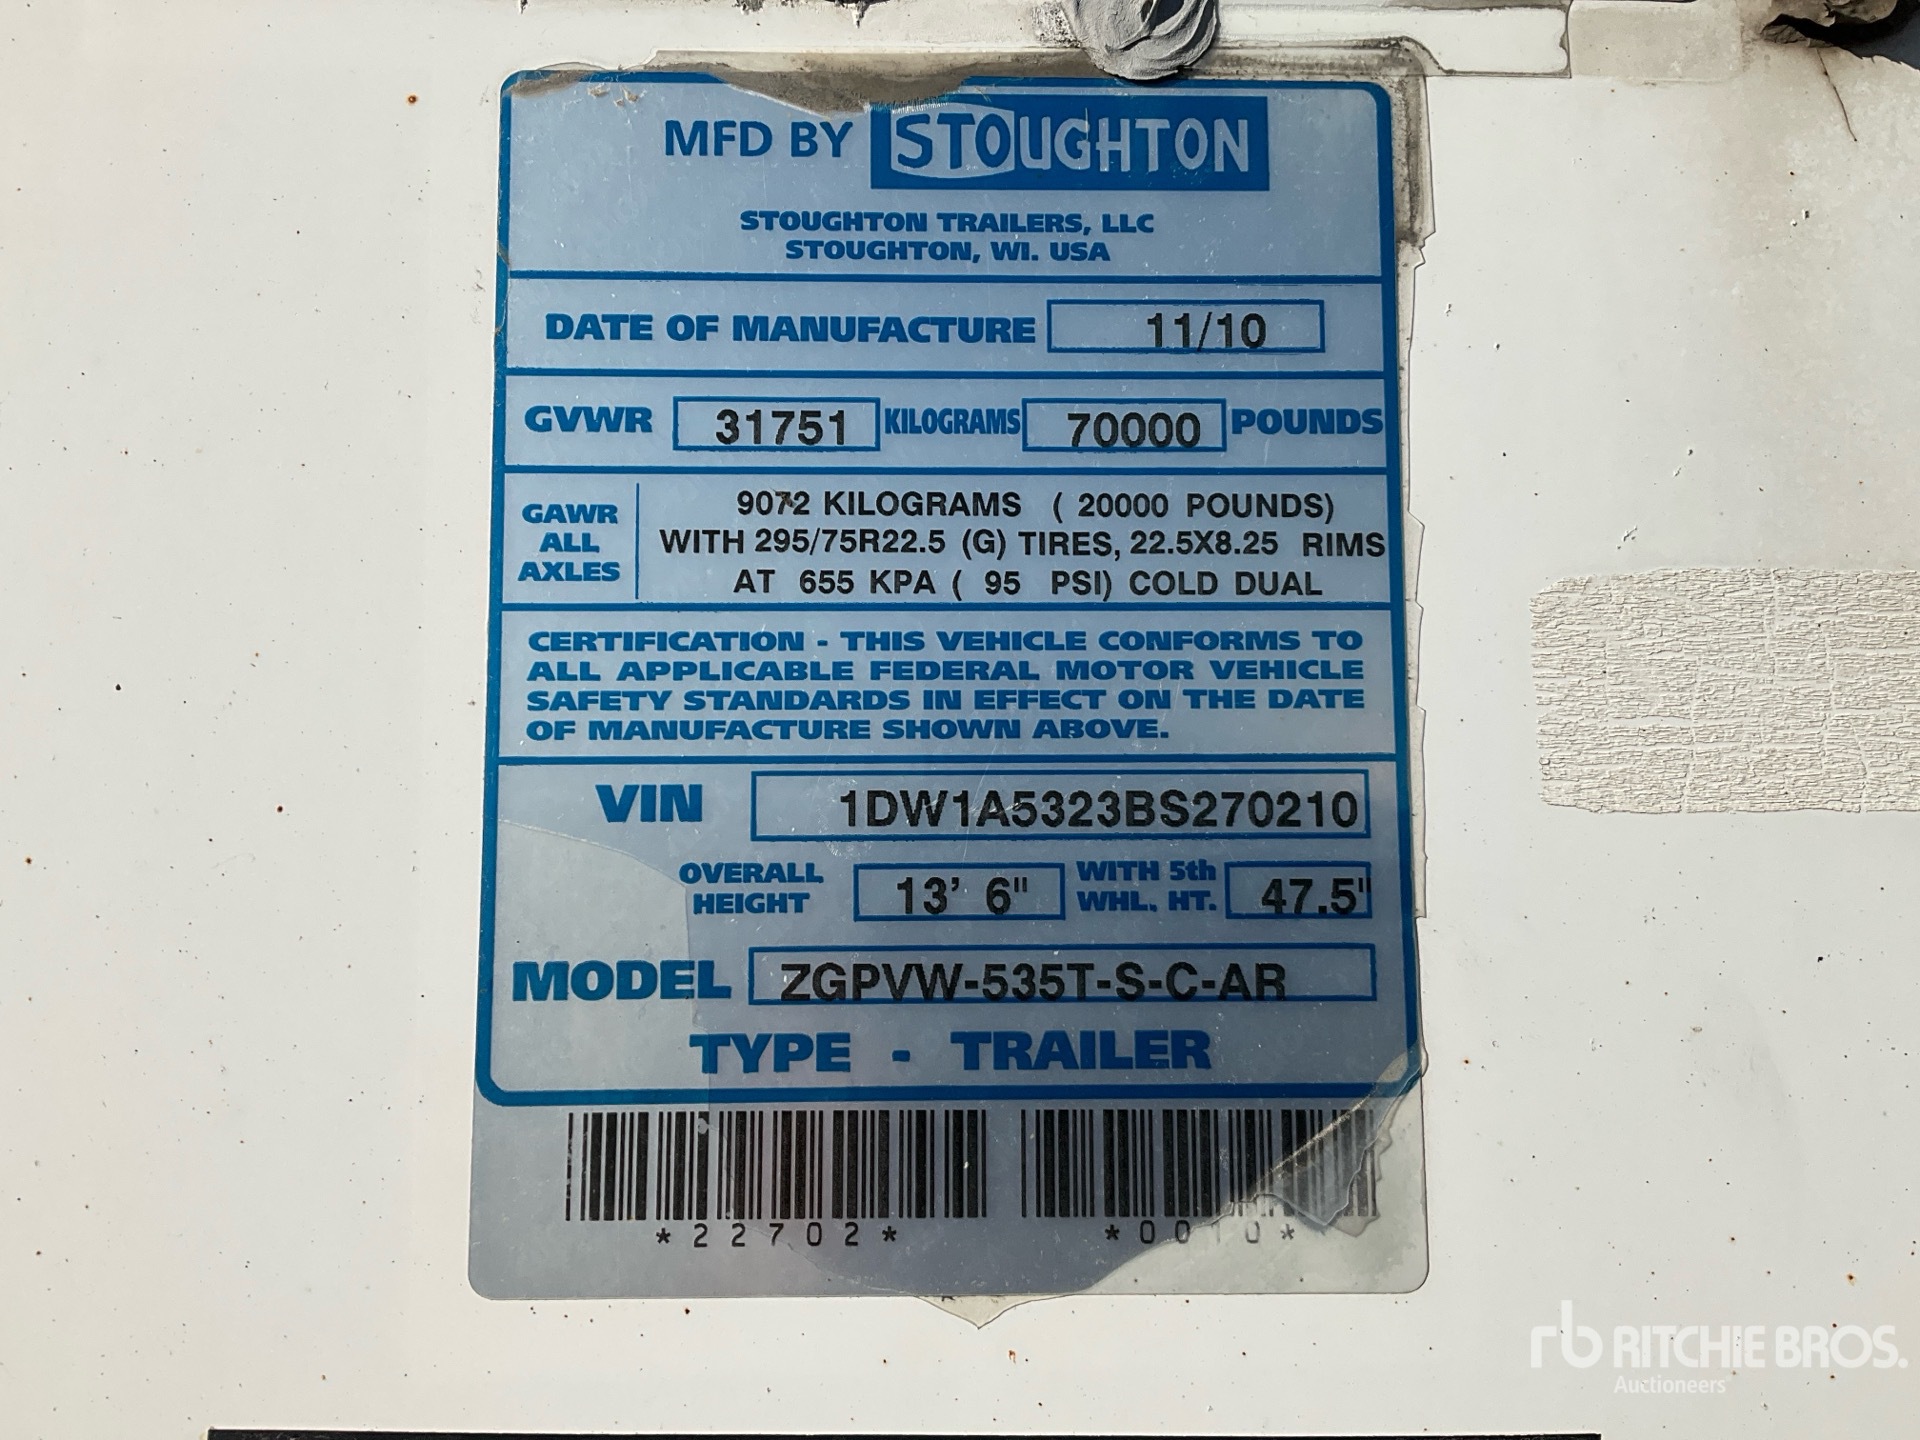 MFD BY STOUGHTON
STOUGHTON TRAILERS, LLC
STOUGHTON, WI. USA
DATE OF MANUFACTURE 11/10
GVWR 31751 KILOGRAMS 70000 POUNDS
GAWR ALL AXLES
9072 KILOGRAMS ( 20000 POUNDS)
WITH 295/75R22.5 (G) TIRES, 22.5X8.25 RIMS
AT 655 KPA ( 95 PSI) COLD DUAL
CERTIFICATION - THIS VEHICLE CONFORMS TO
ALL APPLICABLE FEDERAL MOTOR VEHICLE
SAFETY STANDARDS IN EFFECT ON THE DATE
OF MANUFACTURE SHOWN ABOVE.
VIN 1DW1A5323BS270210
OVERALL HEIGHT 13' 6" WITH 5th WHL. HT. 47.5"
MODEL ZGPVW-535T-S-C-AR
TYPE - TRAILER
*22702* *0010*
rb RITCHIE BROS.
Auctioneers